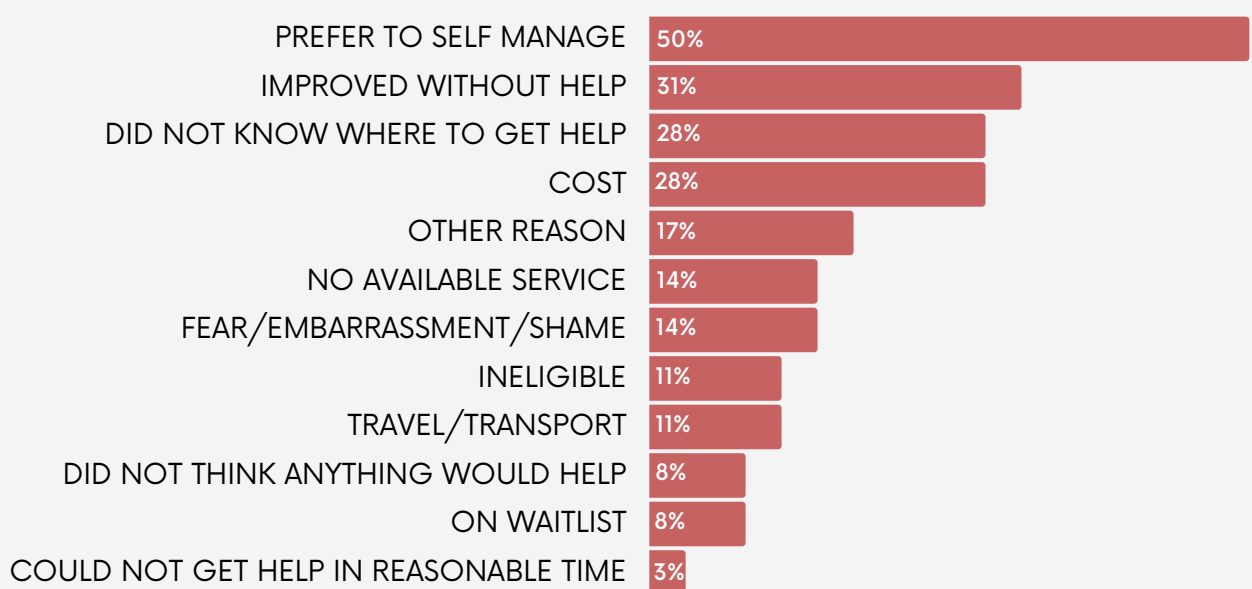 PREFER TO SELF MANAGE 50%
IMPROVED WITHOUT HELP 31%
DID NOT KNOW WHERE TO GET HELP 28%
COST 28%
OTHER REASON 17%
NO AVAILABLE SERVICE 14%
FEAR/EMBARRASSMENT/SHAME 14%
INELIGIBLE 11%
TRAVEL/TRANSPORT 11%
DID NOT THINK ANYTHING WOULD HELP 8%
ON WAITLIST 8%
COULD NOT GET HELP IN REASONABLE TIME 3%